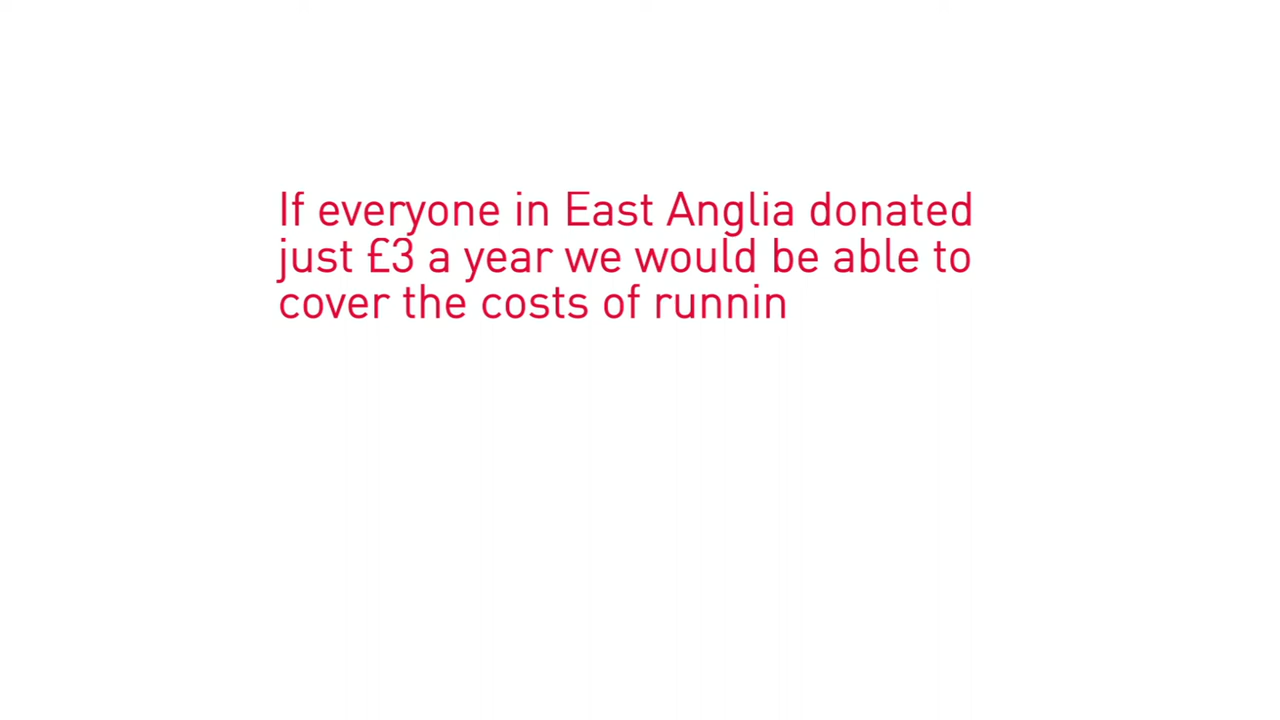 If everyone in East Anglia donated
just £3 a year we would be able to
cover the costs of runnin